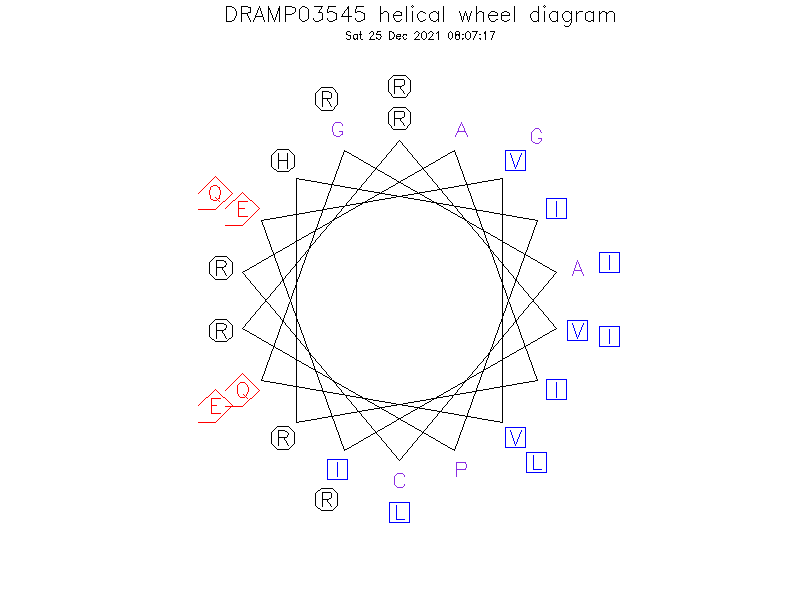 DRAMP03545 helical wheel diagram
Sat 25 Dec 2021 08:07:17
R
R
R
G
A
G
H
V
Q
E
I
R
A
I
R
V
I
E
Q
I
R
V
L
I
C
P
R
L